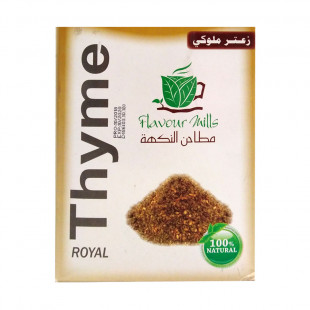 زعتر ملوكي
Flavour Mills
مطاحن النكهة
Thyme
ROYAL
100%
NATURAL